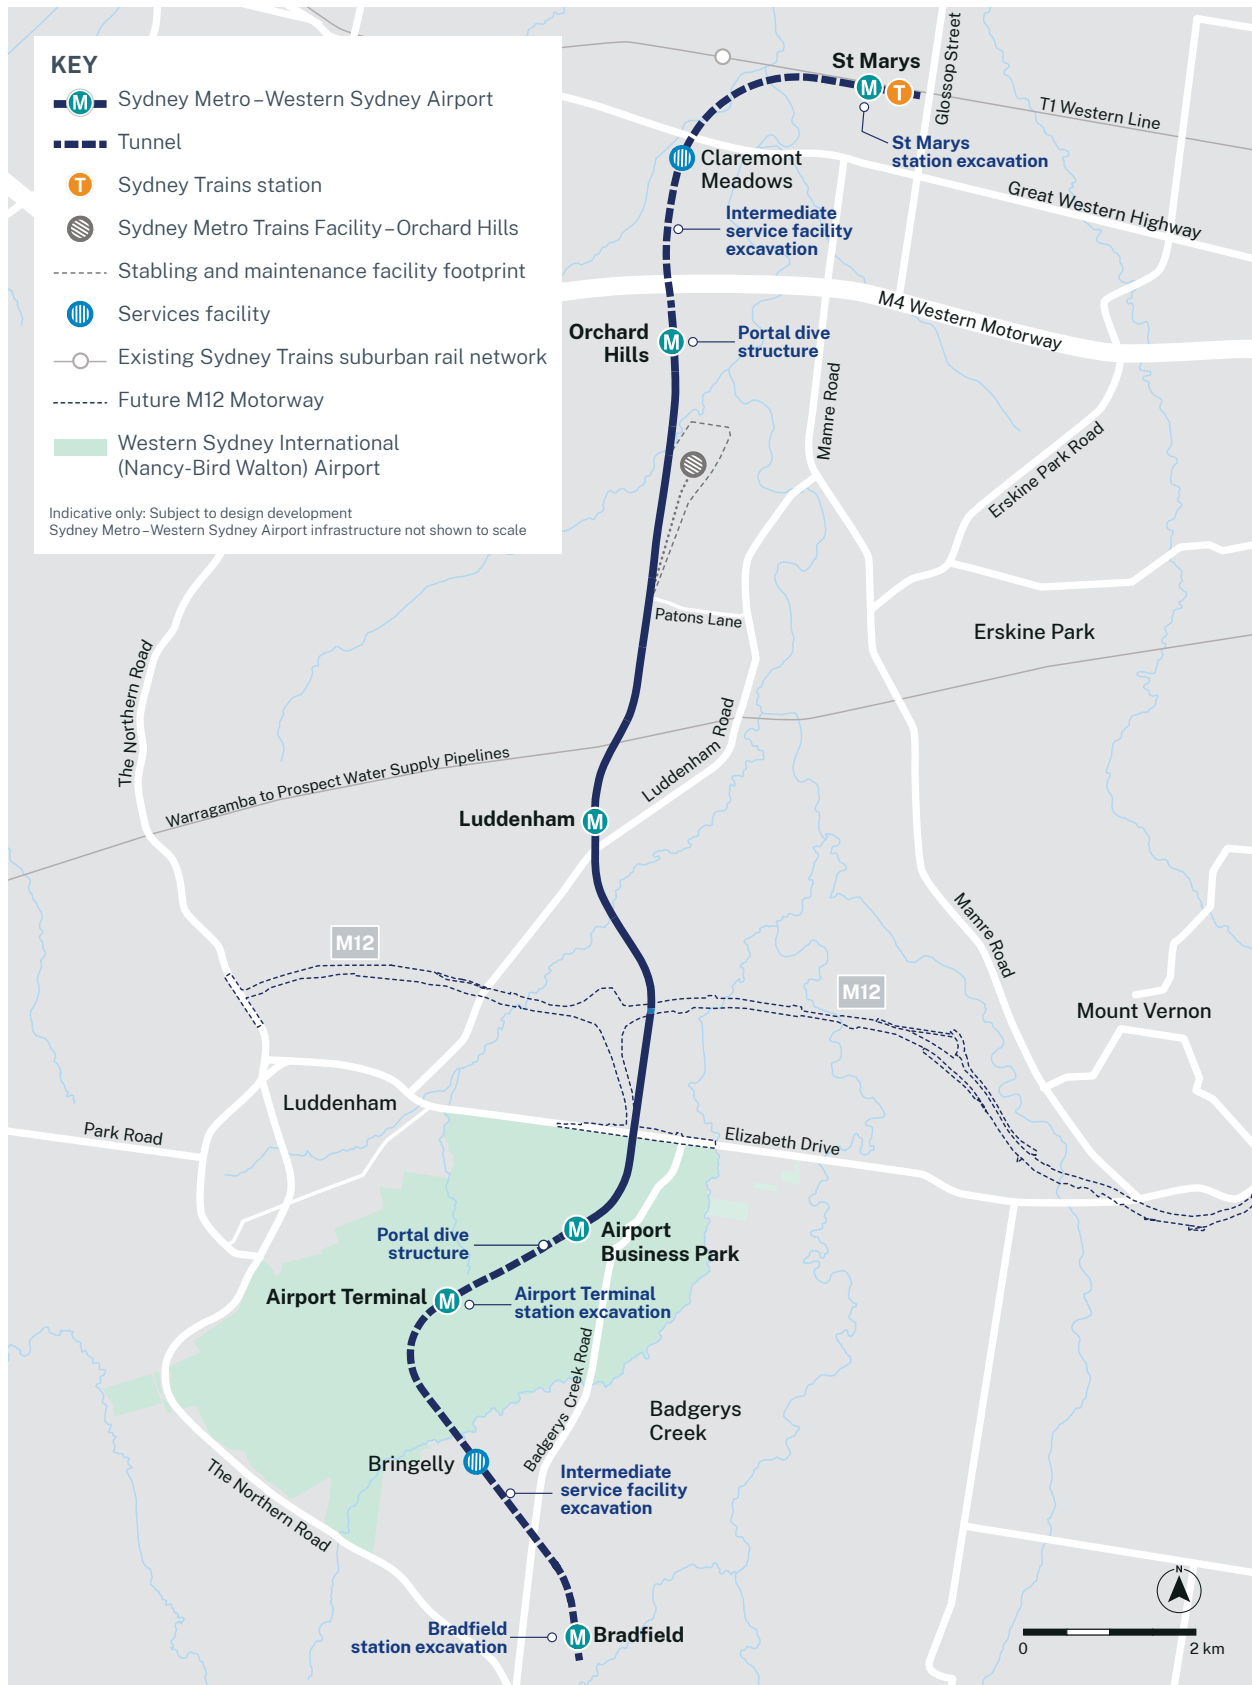 KEY
M
Sydney Metro – Western Sydney Airport
Tunnel
T
Sydney Trains station
Sydney Metro Trains Facility – Orchard Hills
Stabling and maintenance facility footprint
Services facility
Existing Sydney Trains suburban rail network
Future M12 Motorway
Western Sydney International
(Nancy-Bird Walton) Airport
Indicative only: Subject to design development
Sydney Metro – Western Sydney Airport infrastructure not shown to scale
St Marys
M
T
Glossop Street
T1 Western Line
St Marys
station excavation
Claremont
Meadows
Great Western Highway
Intermediate
service facility
excavation
M4 Western Motorway
Orchard
Hills
M
Portal dive
structure
Mamre Road
Erskine Park Road
Patons Lane
Erskine Park
The Northern Road
Luddenham Road
Warragamba to Prospect Water Supply Pipelines
Luddenham
M
Mamre Road
M12
M12
Mount Vernon
Luddenham
Park Road
Elizabeth Drive
Portal dive
structure
M
Airport
Business Park
Airport Terminal
M
Airport Terminal
station excavation
Badgerys Creek Road
Badgerys
Creek
Bringelly
Intermediate
service facility
excavation
The Northern Road
N
Bradfield
station excavation
M
Bradfield
0
2 km